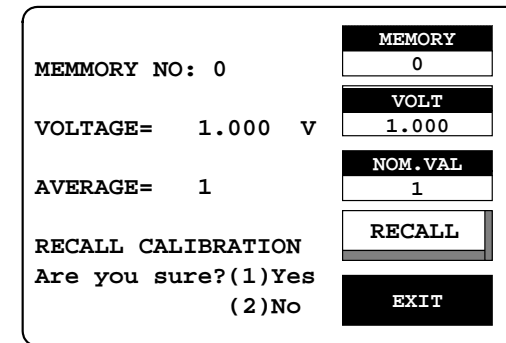 MEMMORY NO: 0
VOLTAGE= 1.000 V
AVERAGE= 1
RECALL CALIBRATION
Are you sure?(1)Yes
(2)No
MEMORY
0
VOLT
1.000
NOM.VAL
1
RECALL
EXIT